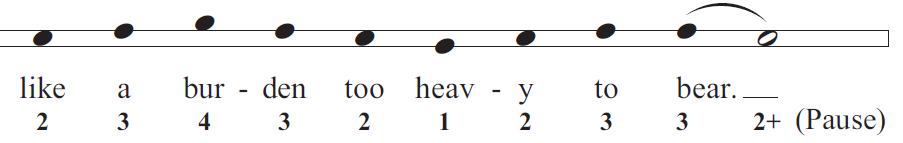 like a bur - den too heav - y to bear.
2 3 4 3 2 1 2 3 3 2+ (Pause)